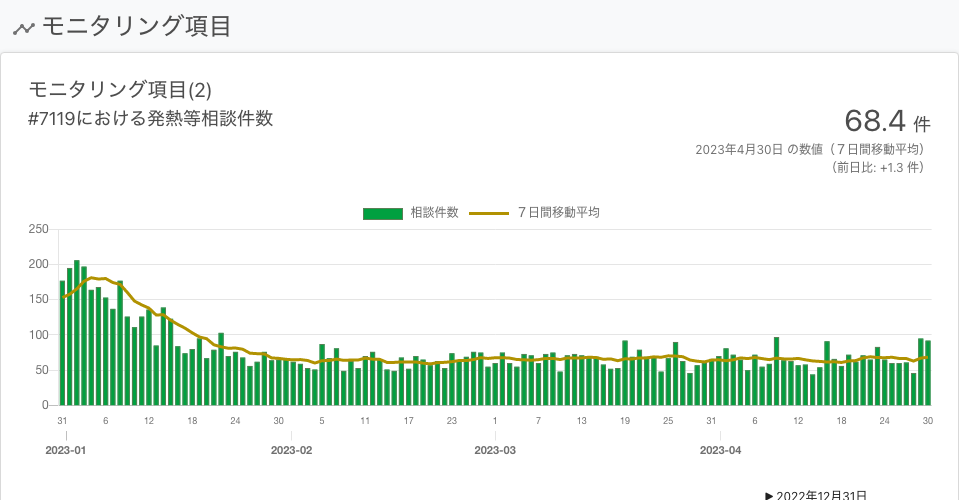 モニタリング項目
モニタリング項目(2)
#7119における発熱等相談件数
68.4 件
2023年4月30日 の数値（７日間移動平均）
（前日比: +1.3 件）
相談件数 ７日間移動平均
250
200
150
100
50
0
31 6 12 18 24 30 5 11 17 23 1 7 13 19 25 31 6 12 18 24 30
2023-01 2023-02 2023-03 2023-04
▶ 2022年12月31日